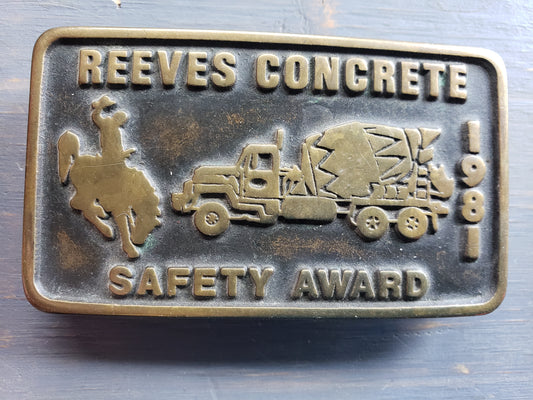 REEVES CONCRETE
1981
SAFETY AWARD